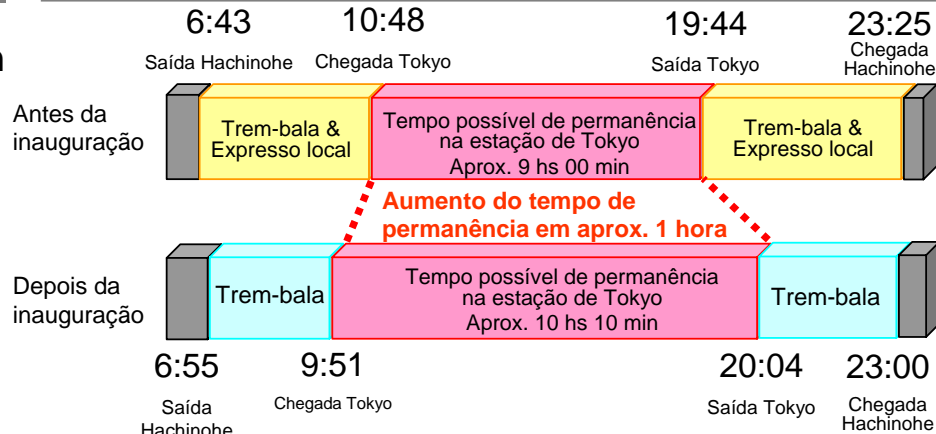 6:43 10:48 19:44 23:25
Saída Hachinohe Chegada Tokyo Saída Tokyo Chegada
Hachinohe
Antes da
inauguração
Trem-bala &
Expresso local
Tempo possível de permanência
na estação de Tokyo
Aprox. 9 hs 00 min
Trem-bala &
Expresso local
Aumento do tempo de
permanência em aprox. 1 hora
Depois da
inauguração
Trem-bala
Tempo possível de permanência
na estação de Tokyo
Aprox. 10 hs 10 min
Trem-bala
6:55 9:51 20:04 23:00
Saída
Hachinohe
Chegada Tokyo
Saída Tokyo
Chegada
Hachinohe